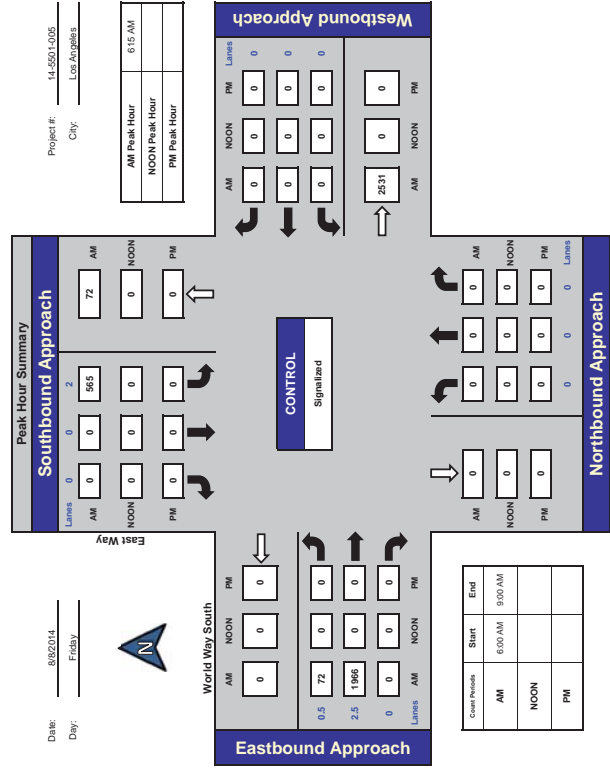 Peak Hour Summary
Date: 8/8/2014
Day: Friday
N
Project #: 14-5501-005
City: Los Angeles
AM Peak Hour 615 AM
NOON Peak Hour
PM Peak Hour
Southbound Approach
Lanes 0 0 2
AM 0 0 565 72 AM
NOON 0 0 0 0 NOON
PM 0 0 0 0 PM
East Way
World Way South
Westbound Approach
AM NOON PM Lanes
0 0 0 0
0 0 0 0
0 0 0 0
2531 0 0
AM NOON PM
CONTROL
Signalized
Eastbound Approach
AM NOON PM
0 0 0
0.5 72 0 0
2.5 1966 0 0
0 0 0 0
Lanes AM NOON PM
Count Periods Start End
AM 6:00 AM 9:00 AM
NOON
PM
Northbound Approach
AM 0 0 0 0 AM
NOON 0 0 0 0 NOON
PM 0 0 0 0 PM
0 0 0 Lanes